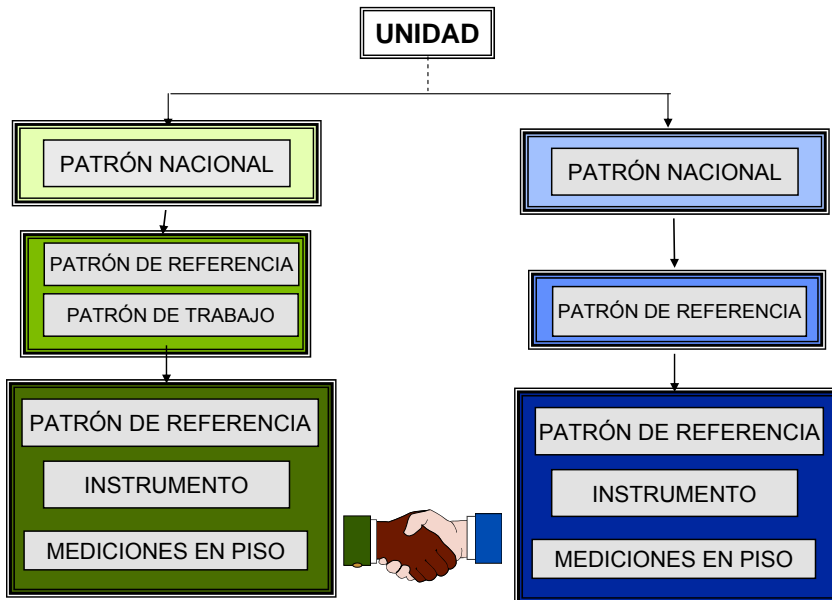 UNIDAD
PATRÓN NACIONAL
PATRÓN DE REFERENCIA
PATRÓN DE TRABAJO
PATRÓN DE REFERENCIA
INSTRUMENTO
MEDICIONES EN PISO
PATRÓN NACIONAL
PATRÓN DE REFERENCIA
PATRÓN DE REFERENCIA
INSTRUMENTO
MEDICIONES EN PISO